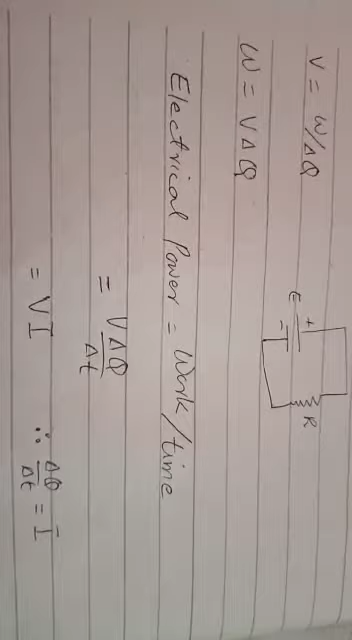 V = W/ΔQ
E + - R
W = VΔQ
Electrical Power = Work/time
= VΔQ/Δt
= VI ∴ ΔQ/Δt = I